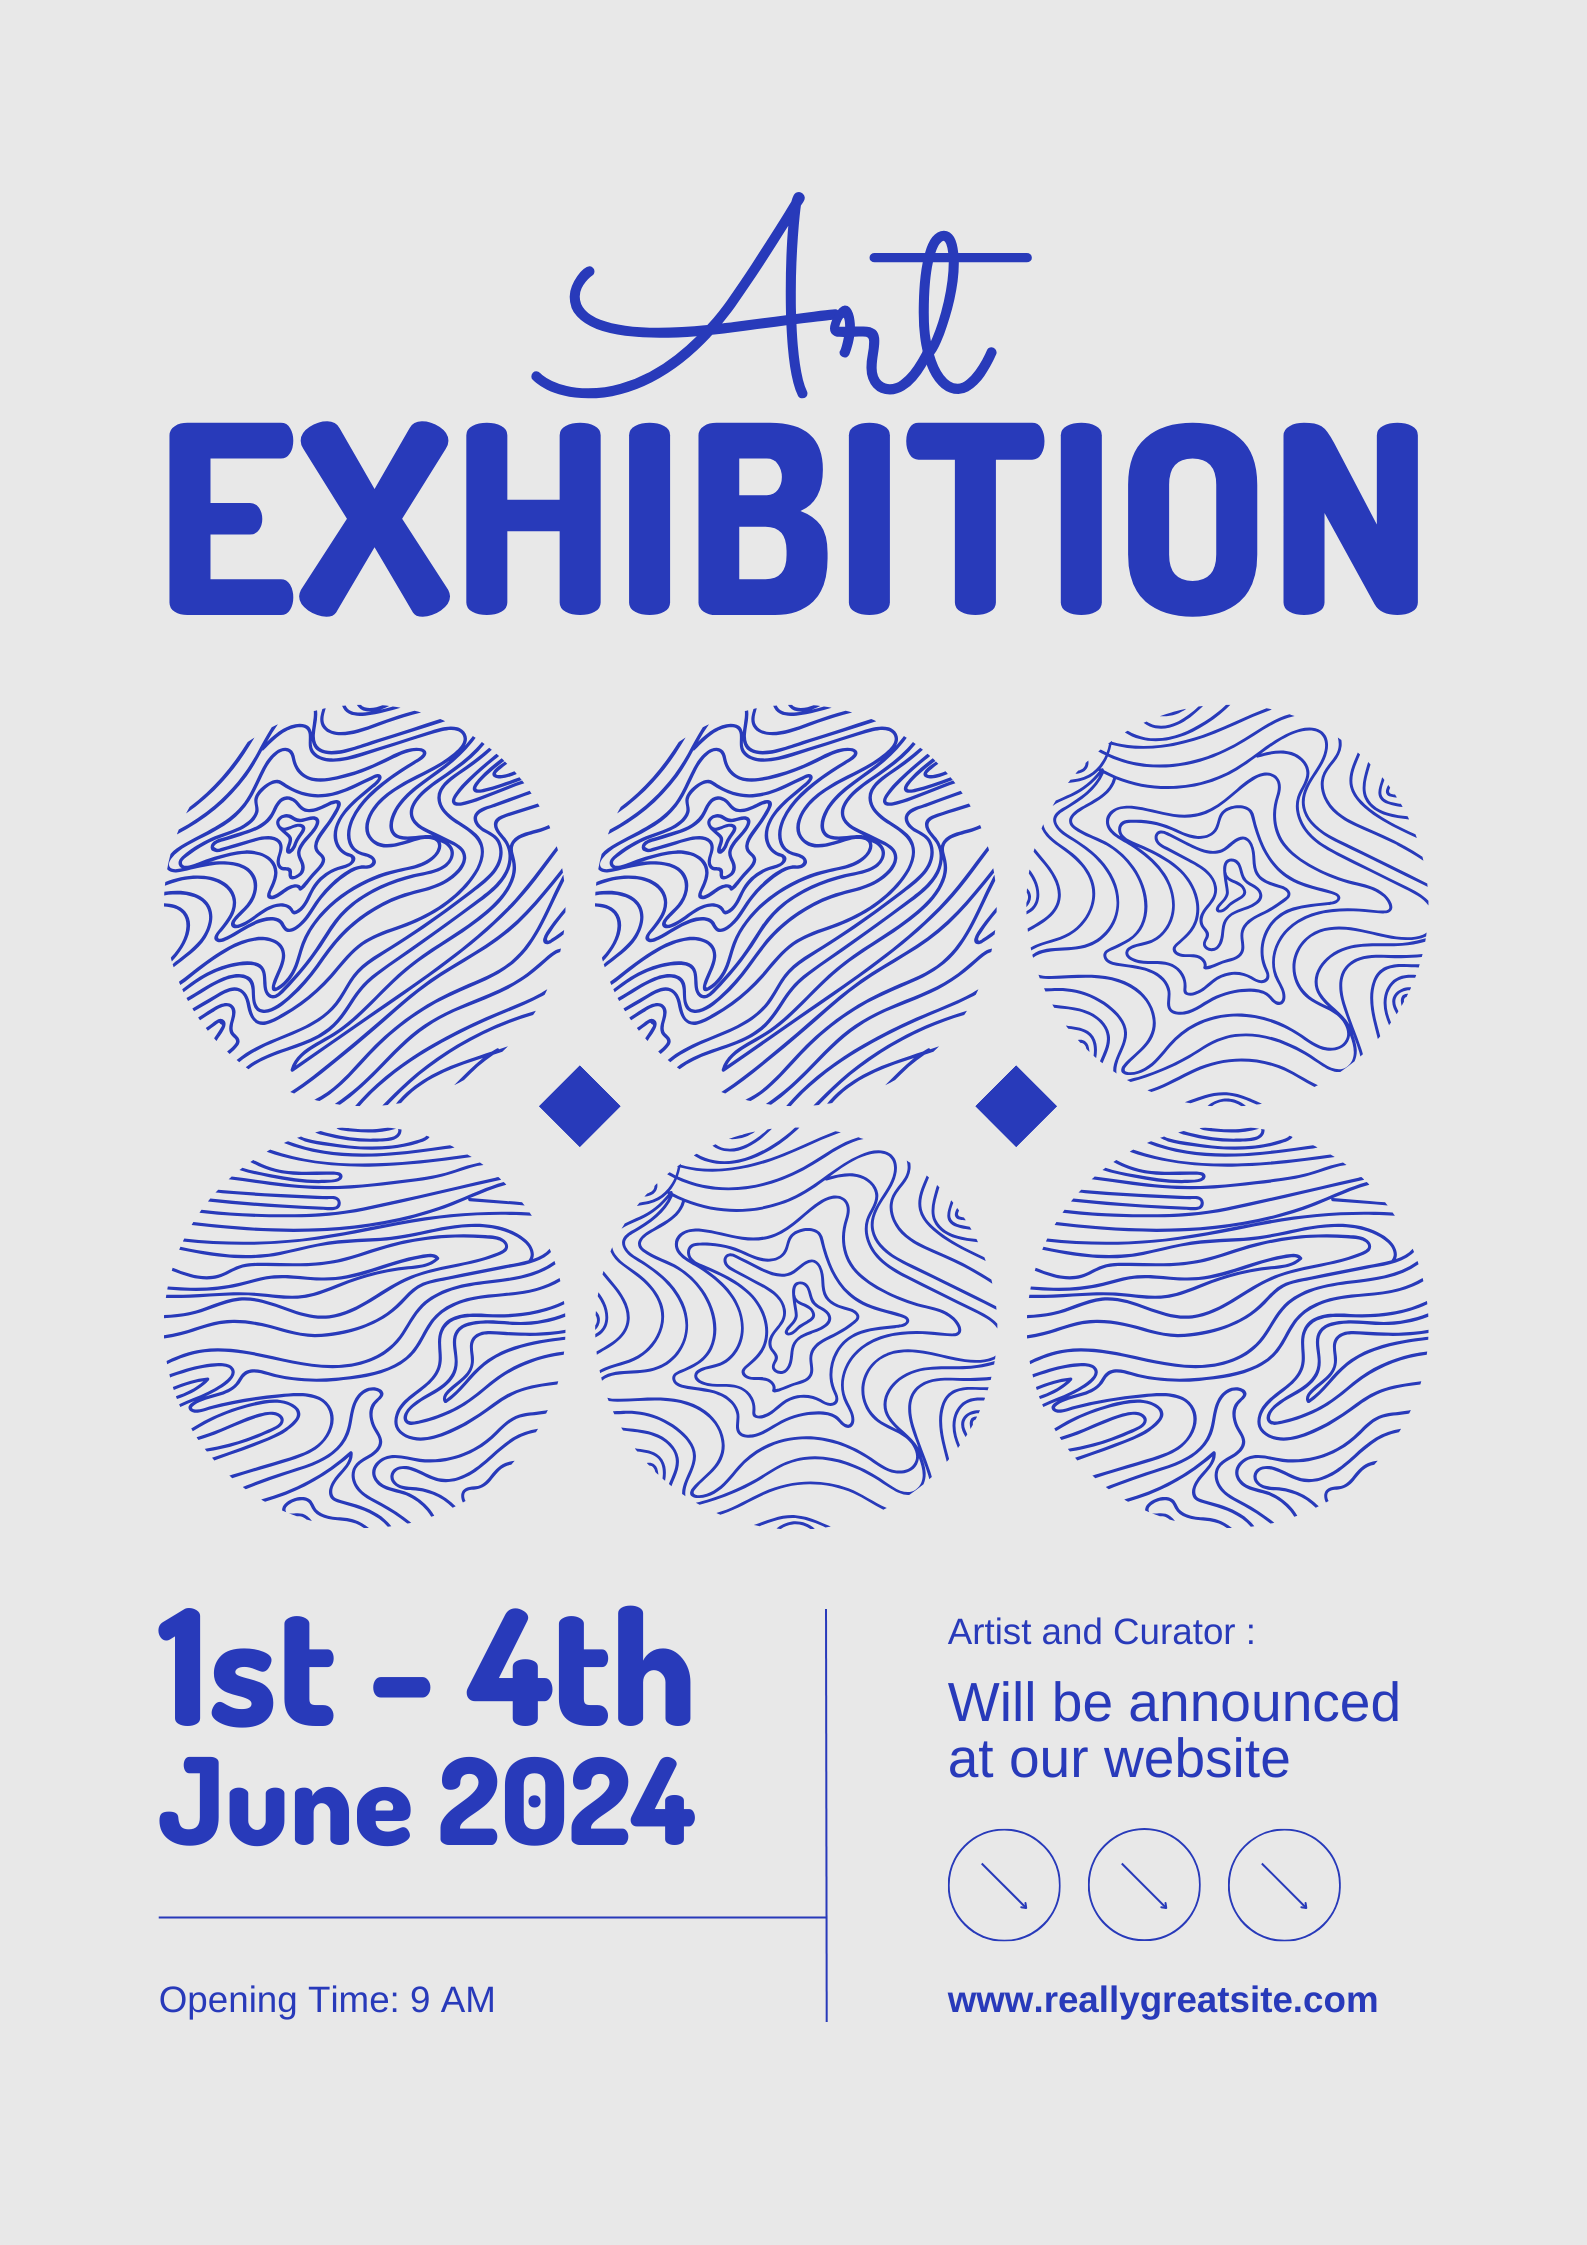 Art
EXHIBITION
1st - 4th
June 2024
Opening Time: 9 AM
Artist and Curator :
Will be announced
at our website
www.reallygreatsite.com